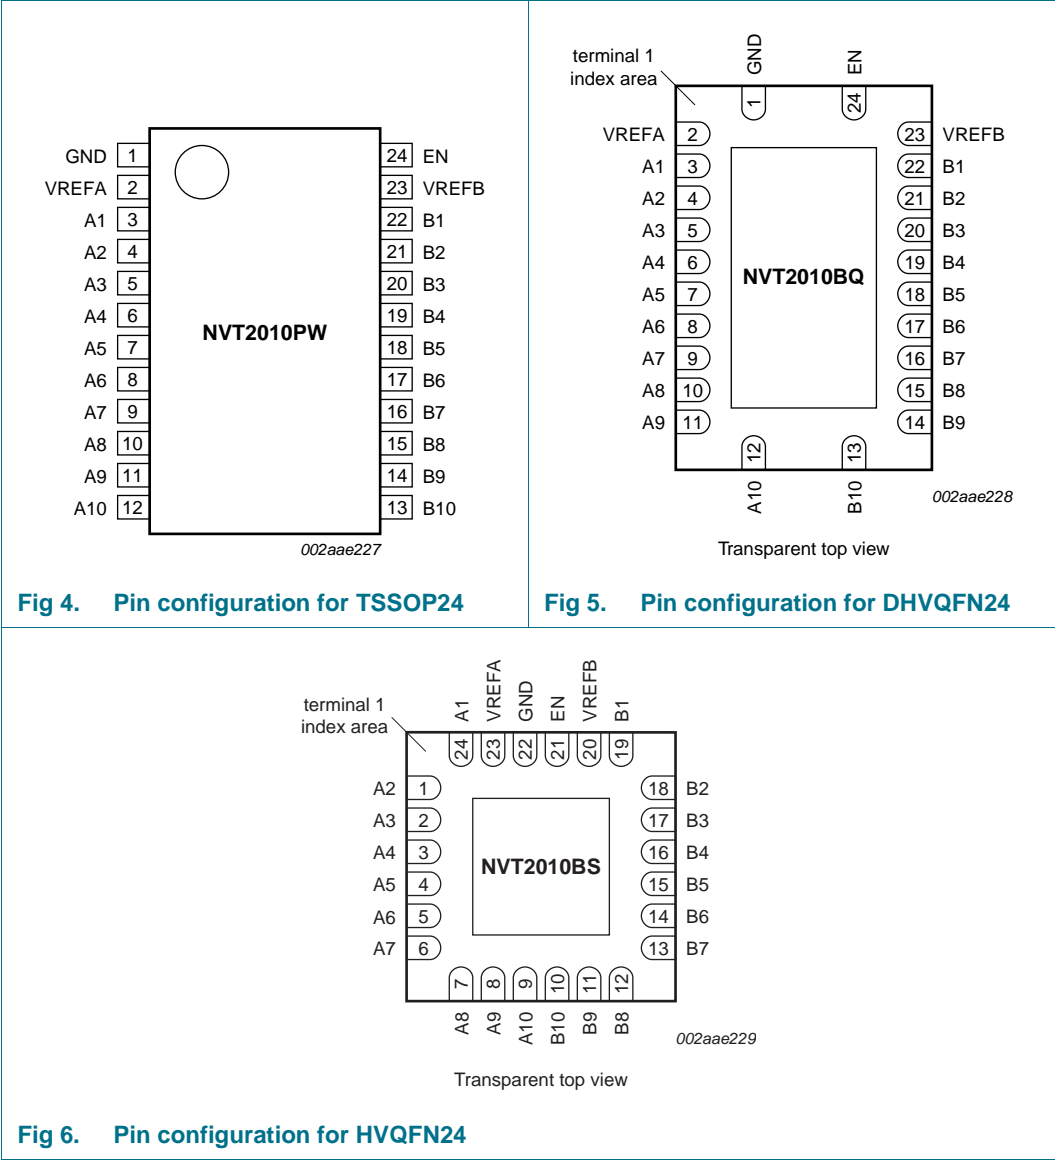 GND 1
VREFA 2
A1 3
A2 4
A3 5
A4 6
A5 7
A6 8
A7 9
A8 10
A9 11
A10 12
NVT2010PW
24 EN
23 VREFB
22 B1
21 B2
20 B3
19 B4
18 B5
17 B6
16 B7
15 B8
14 B9
13 B10
002aae227
Fig 4. Pin configuration for TSSOP24
terminal 1
index area
GND
EN
1
24
VREFA 2
A1 3
A2 4
A3 5
A4 6
A5 7
A6 8
A7 9
A8 10
A9 11
NVT2010BQ
23 VREFB
22 B1
21 B2
20 B3
19 B4
18 B5
17 B6
16 B7
15 B8
14 B9
12
13
A10
B10
002aae228
Transparent top view
Fig 5. Pin configuration for DHVQFN24
terminal 1
index area
A1
VREFA
GND
EN
VREFB
B1
24
23
22
21
20
19
A2 1
A3 2
A4 3
A5 4
A6 5
A7 6
NVT2010BS
18 B2
17 B3
16 B4
15 B5
14 B6
13 B7
7
8
9
10
11
12
A8
A9
A10
B10
B9
B8
002aae229
Transparent top view
Fig 6. Pin configuration for HVQFN24